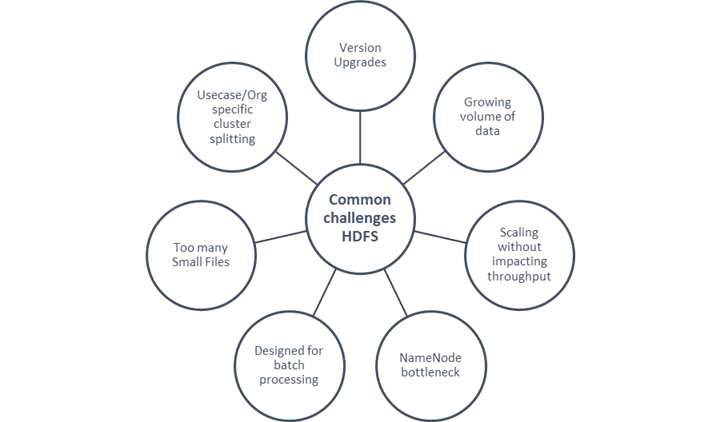 Version
Upgrades
Growing
volume of
data
Scaling
without
impacting
throughput
NameNode
bottleneck
Designed for
batch
processing
Too many
Small Files
Usecase/Org
specific
cluster
splitting
Common
challenges
HDFS